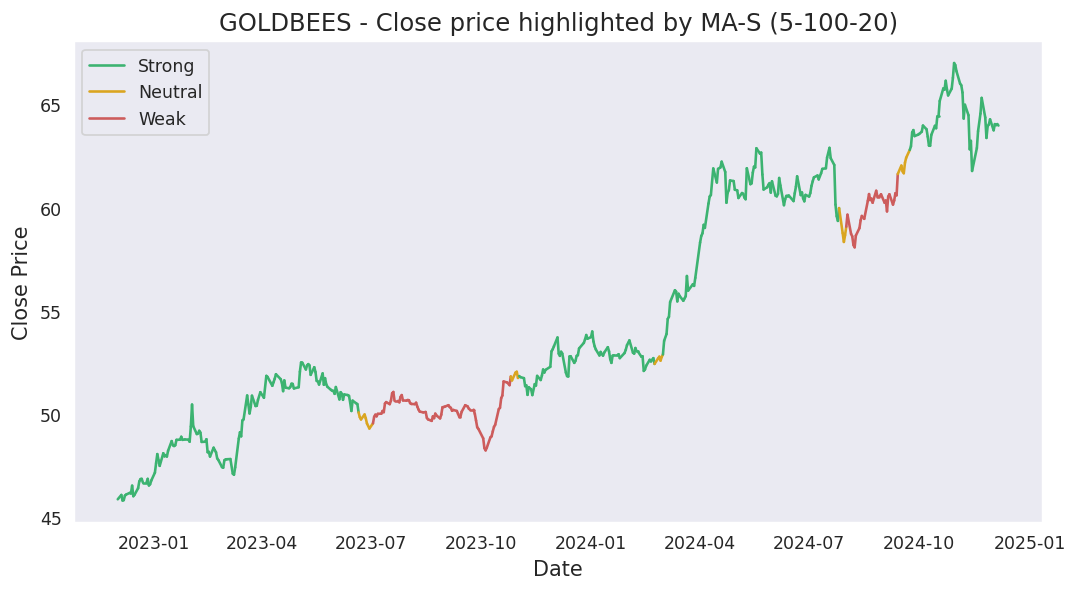 GOLDBEES - Close price highlighted by MA-S (5-100-20)
Strong
Neutral
Weak
Close Price
65
60
55
50
45
2023-01 2023-04 2023-07 2023-10 2024-01 2024-04 2024-07 2024-10 2025-01
Date